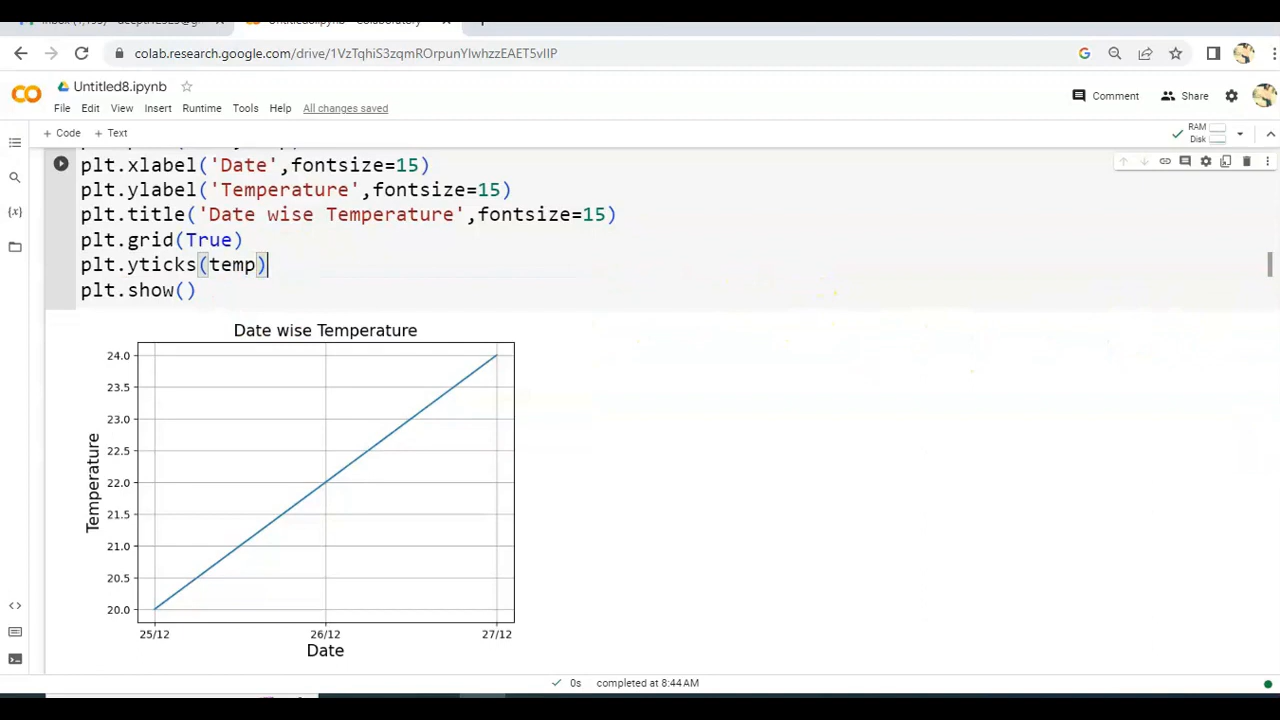 colab.research.google.com/drive/1VzTqhiS3zqmROrpunYlwhzzEAET5vIIP
Untitled8.ipynb
File Edit View Insert Runtime Tools Help All changes saved
Comment Share
+ Code + Text
RAM
Disk
plt.xlabel('Date',fontsize=15)
plt.ylabel('Temperature',fontsize=15)
plt.title('Date wise Temperature',fontsize=15)
plt.grid(True)
plt.yticks(temp)
plt.show()
Date wise Temperature
24.0
23.5
23.0
22.5
22.0
21.5
21.0
20.5
20.0
Temperature
25/12 26/12 27/12
Date
0s completed at 8:44 AM